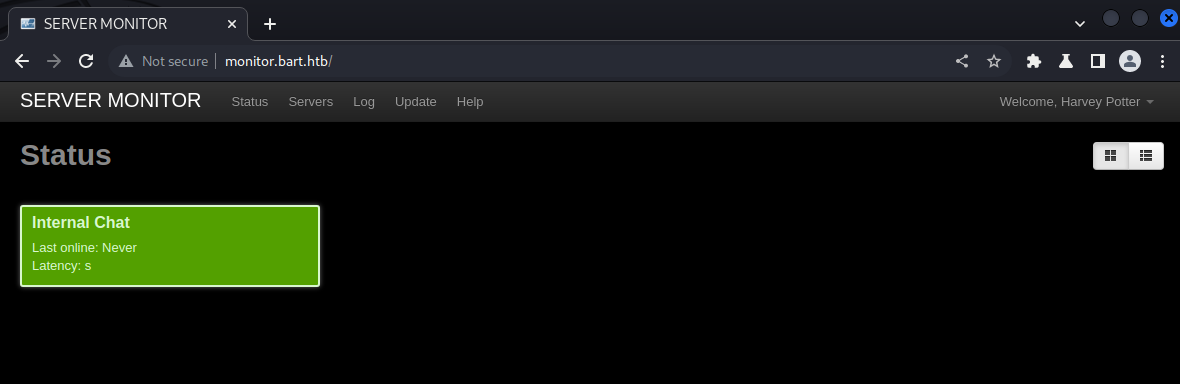 SERVER MONITOR
Not secure monitor.bart.htb/
SERVER MONITOR Status Servers Log Update Help Welcome, Harvey Potter
Status
Internal Chat
Last online: Never
Latency: s